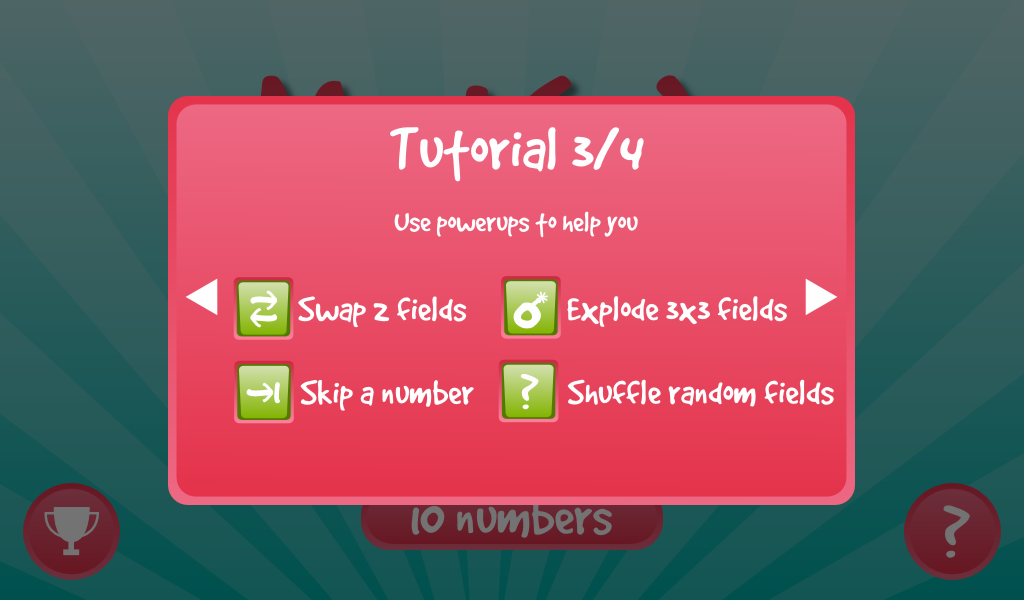 Tutorial 3/4
Use powerups to help you
Swap 2 fields
Explode 3x3 fields
Skip a number
Shuffle random fields
10 numbers